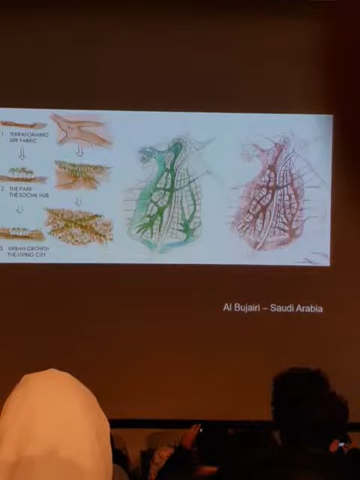 1 TERRAFORMING
LIFE FABRIC
2 THE PARK
THE SOCIAL HUB
3 URBAN GROWTH
THE LIVING CITY
Al Bujairi – Saudi Arabia